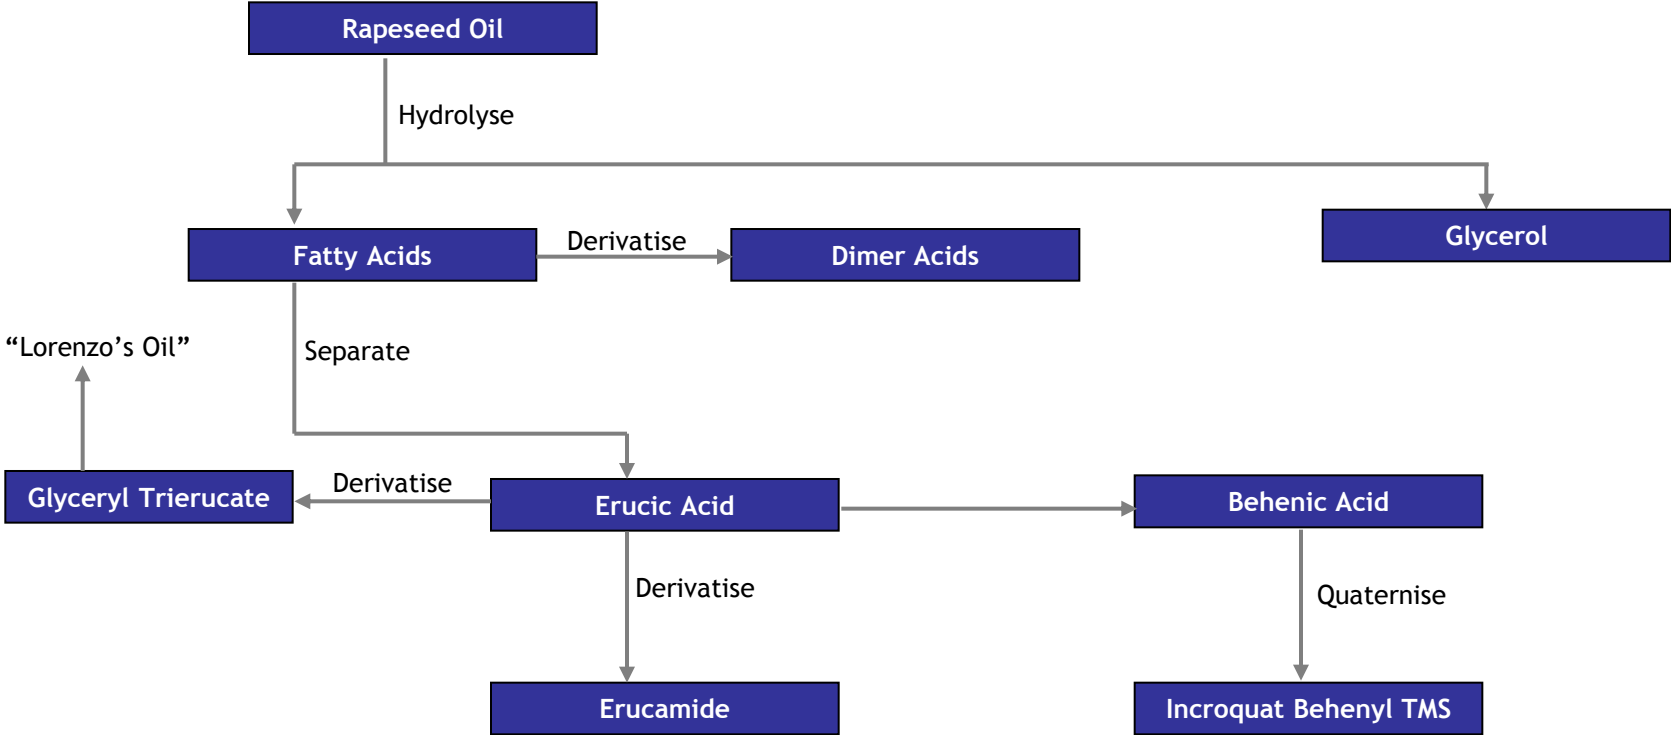 Rapeseed Oil
Hydrolyse
Glycerol
Fatty Acids
Derivatise
Dimer Acids
“Lorenzo’s Oil”
Separate
Glyceryl Trierucate
Derivatise
Erucic Acid
Behenic Acid
Derivatise
Quaternise
Erucamide
Incroquat Behenyl TMS